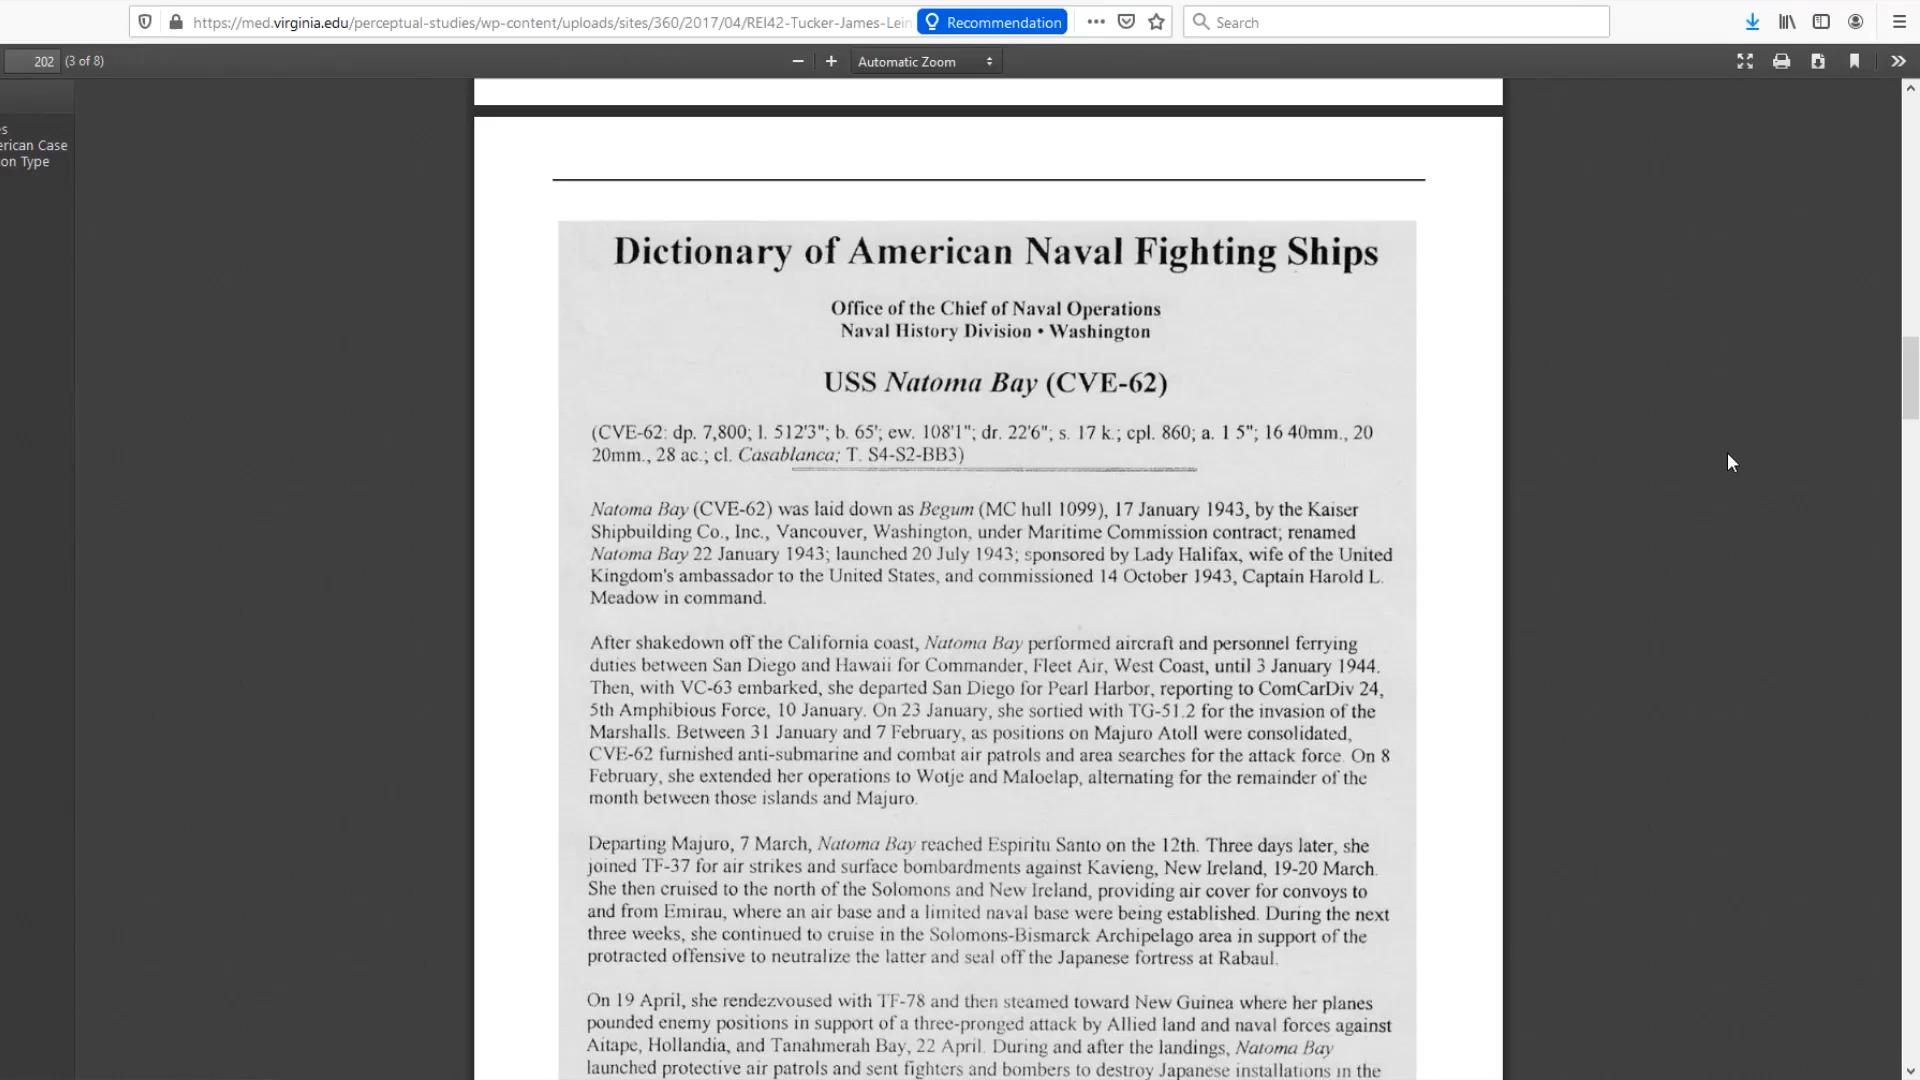 https://med.virginia.edu/perceptual-studies/wp-content/uploads/sites/360/2017/04/REI42-Tucker-James-Lein
Recommendation
Search
202 (3 of 8)
Automatic Zoom
es
erican Case
on Type
Dictionary of American Naval Fighting Ships
Office of the Chief of Naval Operations
Naval History Division • Washington
USS Natoma Bay (CVE-62)
(CVE-62: dp. 7,800; l. 512'3"; b. 65'; ew. 108'1"; dr. 22'6"; s. 17 k.; cpl. 860; a. 1 5"; 16 40mm., 20
20mm., 28 ac.; cl. Casablanca; T. S4-S2-BB3)
Natoma Bay (CVE-62) was laid down as Begum (MC hull 1099), 17 January 1943, by the Kaiser
Shipbuilding Co., Inc., Vancouver, Washington, under Maritime Commission contract; renamed
Natoma Bay 22 January 1943; launched 20 July 1943; sponsored by Lady Halifax, wife of the United
Kingdom's ambassador to the United States, and commissioned 14 October 1943, Captain Harold L.
Meadow in command.
After shakedown off the California coast, Natoma Bay performed aircraft and personnel ferrying
duties between San Diego and Hawaii for Commander, Fleet Air, West Coast, until 3 January 1944.
Then, with VC-63 embarked, she departed San Diego for Pearl Harbor, reporting to ComCarDiv 24,
5th Amphibious Force, 10 January. On 23 January, she sortied with TG-51.2 for the invasion of the
Marshalls. Between 31 January and 7 February, as positions on Majuro Atoll were consolidated,
CVE-62 furnished anti-submarine and combat air patrols and area searches for the attack force. On 8
February, she extended her operations to Wotje and Maloelap, alternating for the remainder of the
month between those islands and Majuro.
Departing Majuro, 7 March, Natoma Bay reached Espiritu Santo on the 12th. Three days later, she
joined TF-37 for air strikes and surface bombardments against Kavieng, New Ireland, 19-20 March.
She then cruised to the north of the Solomons and New Ireland, providing air cover for convoys to
and from Emirau, where an air base and a limited naval base were being established. During the next
three weeks, she continued to cruise in the Solomons-Bismarck Archipelago area in support of the
protracted offensive to neutralize the latter and seal off the Japanese fortress at Rabaul.
On 19 April, she rendezvoused with TF-78 and then steamed toward New Guinea where her planes
pounded enemy positions in support of a three-pronged attack by Allied land and naval forces against
Aitape, Hollandia, and Tanahmerah Bay, 22 April. During and after the landings, Natoma Bay
launched protective air patrols and sent fighters and bombers to destroy Japanese installations in the